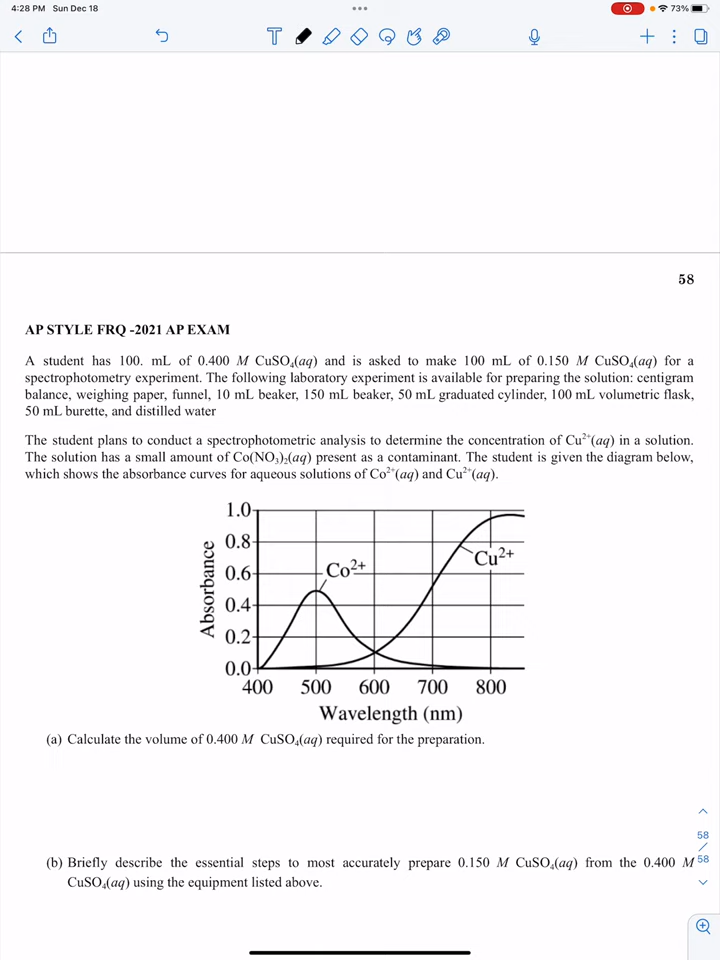 4:28 PM Sun Dec 18
73%
T
58
AP STYLE FRQ -2021 AP EXAM
A student has 100. mL of 0.400 M CuSO₄(aq) and is asked to make 100 mL of 0.150 M CuSO₄(aq) for a
spectrophotometry experiment. The following laboratory experiment is available for preparing the solution: centigram
balance, weighing paper, funnel, 10 mL beaker, 150 mL beaker, 50 mL graduated cylinder, 100 mL volumetric flask,
50 mL burette, and distilled water
The student plans to conduct a spectrophotometric analysis to determine the concentration of Cu²⁺(aq) in a solution.
The solution has a small amount of Co(NO₃)₂(aq) present as a contaminant. The student is given the diagram below,
which shows the absorbance curves for aqueous solutions of Co²⁺(aq) and Cu²⁺(aq).
Absorbance
1.0
0.8
0.6
0.4
0.2
0.0
Co2+
Cu2+
400 500 600 700 800
Wavelength (nm)
(a) Calculate the volume of 0.400 M CuSO₄(aq) required for the preparation.
58
/
58
(b) Briefly describe the essential steps to most accurately prepare 0.150 M CuSO₄(aq) from the 0.400 M
CuSO₄(aq) using the equipment listed above.